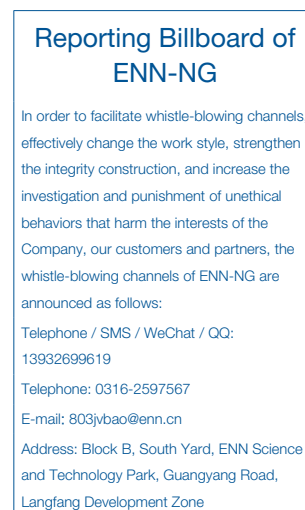 Reporting Billboard of
ENN-NG
In order to facilitate whistle-blowing channels
effectively change the work style, strengthen
the integrity construction, and increase the
investigation and punishment of unethical
behaviors that harm the interests of the
Company, our customers and partners, the
whistle-blowing channels of ENN-NG are
announced as follows:
Telephone / SMS / WeChat / QQ:
13932699619
Telephone: 0316-2597567
E-mail: 803jvbao@enn.cn
Address: Block B, South Yard, ENN Science
and Technology Park, Guangyang Road,
Langfang Development Zone